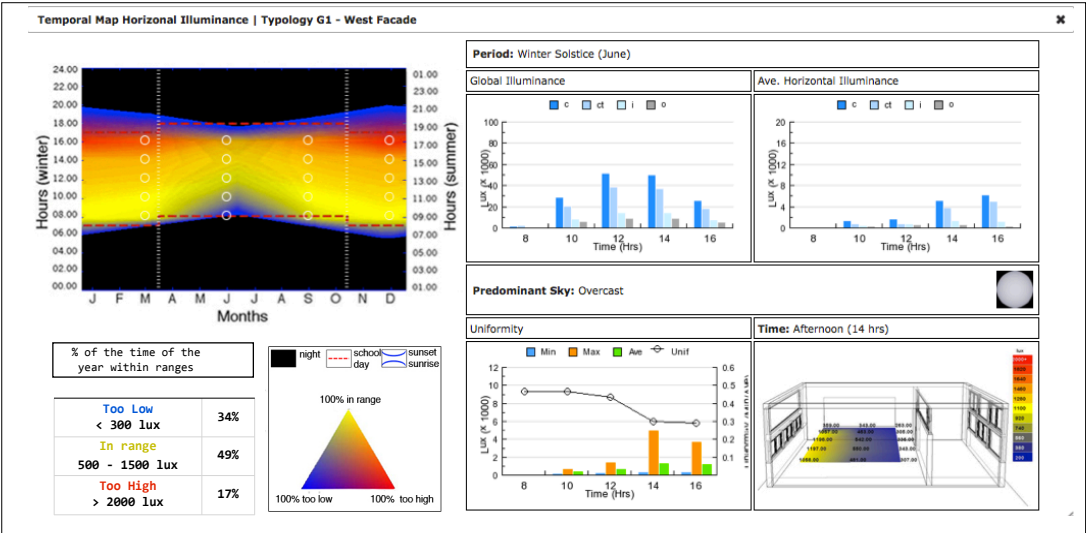 Temporal Map Horizonal Illuminance | Typology G1 - West Facade
✖
24.00
22.00
20.00
18.00
16.00
14.00
12.00
10.00
08.00
06.00
04.00
02.00
00.00
Hours (winter)
01.00
23.00
21.00
19.00
17.00
15.00
13.00
11.00
09.00
07.00
05.00
03.00
01.00
Hours (summer)
J F M A M J J A S O N D
Months
% of the time of the
year within ranges
Too Low
< 300 lux
34%
In range
500 - 1500 lux
49%
Too High
> 2000 lux
17%
night
school
day
sunset
sunrise
100% in range
100% too low
100% too high
Period: Winter Solstice (June)
Global Illuminance
c ct i o
100
80
60
40
20
0
Lux (X 1000)
8 10 12 14 16
Time (Hrs)
Ave. Horizontal Illuminance
c ct i o
20
16
12
8
4
0
Lux (X 1000)
8 10 12 14 16
Time (Hrs)
Predominant Sky: Overcast
Uniformity
Min Max Ave Unif
12
10
8
6
4
2
0
Lux (X 1000)
0.6
0.5
0.4
0.3
0.2
0.1
8 10 12 14 16
Time (Hrs)
Time: Afternoon (14 hrs)